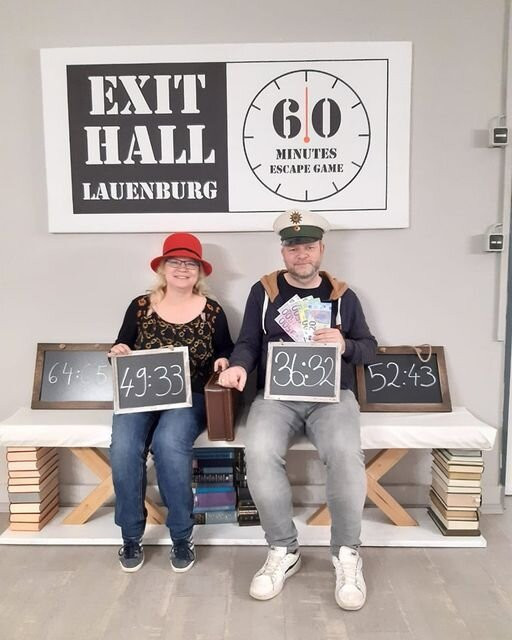 EXIT
HALL
LAUENBURG
60
MINUTES
ESCAPE GAME
49:33
36:32
52:43